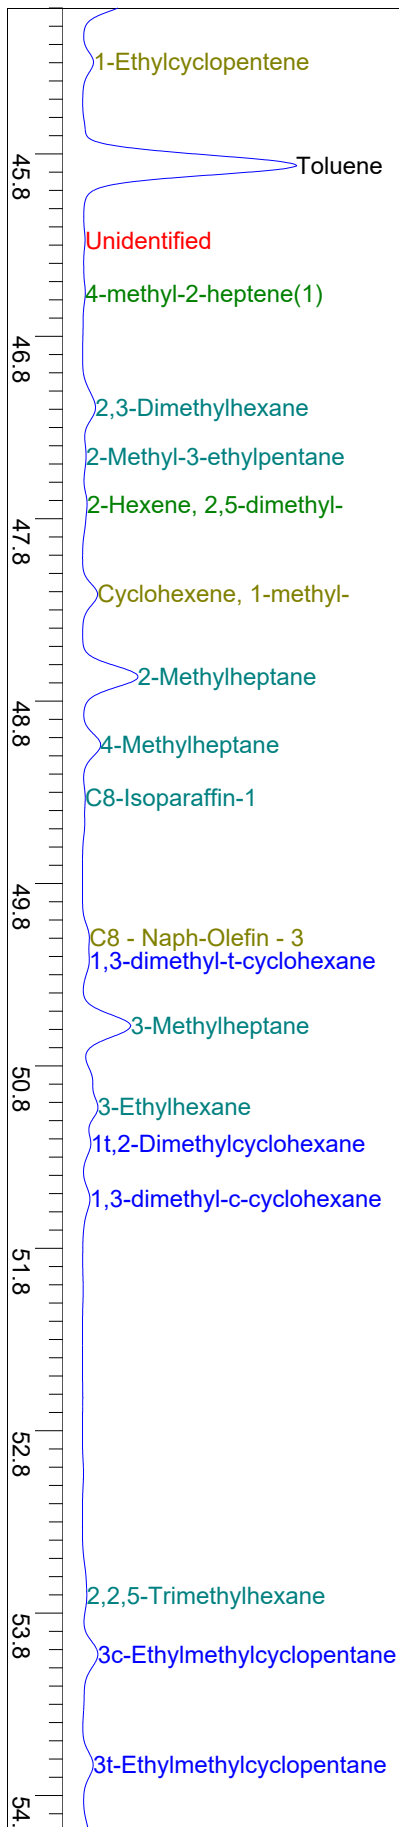 1-Ethylcyclopentene
45.8
Toluene
Unidentified
4-methyl-2-heptene(1)
46.8
2,3-Dimethylhexane
2-Methyl-3-ethylpentane
2-Hexene, 2,5-dimethyl-
47.8
Cyclohexene, 1-methyl-
2-Methylheptane
48.8
4-Methylheptane
C8-Isoparaffin-1
49.8
C8 - Naph-Olefin - 3
1,3-dimethyl-t-cyclohexane
3-Methylheptane
50.8
3-Ethylhexane
1t,2-Dimethylcyclohexane
1,3-dimethyl-c-cyclohexane
51.8
52.8
2,2,5-Trimethylhexane
53.8
3c-Ethylmethylcyclopentane
3t-Ethylmethylcyclopentane
54.